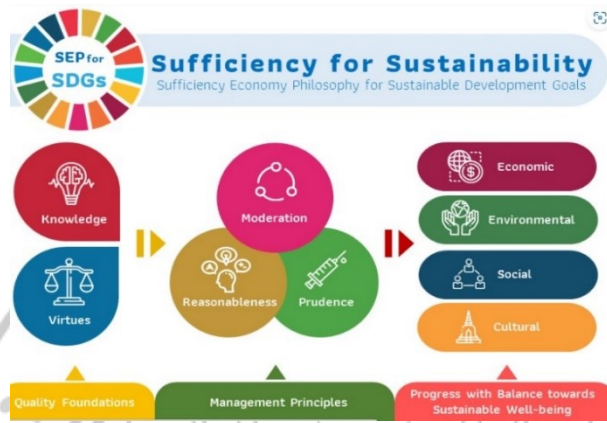 SEP for
SDGs
Sufficiency for Sustainability
Sufficiency Economy Philosophy for Sustainable Development Goals
Knowledge
Virtues
Moderation
Reasonableness
Prudence
Economic
Environmental
Social
Cultural
Quality Foundations
Management Principles
Progress with Balance towards
Sustainable Well-being